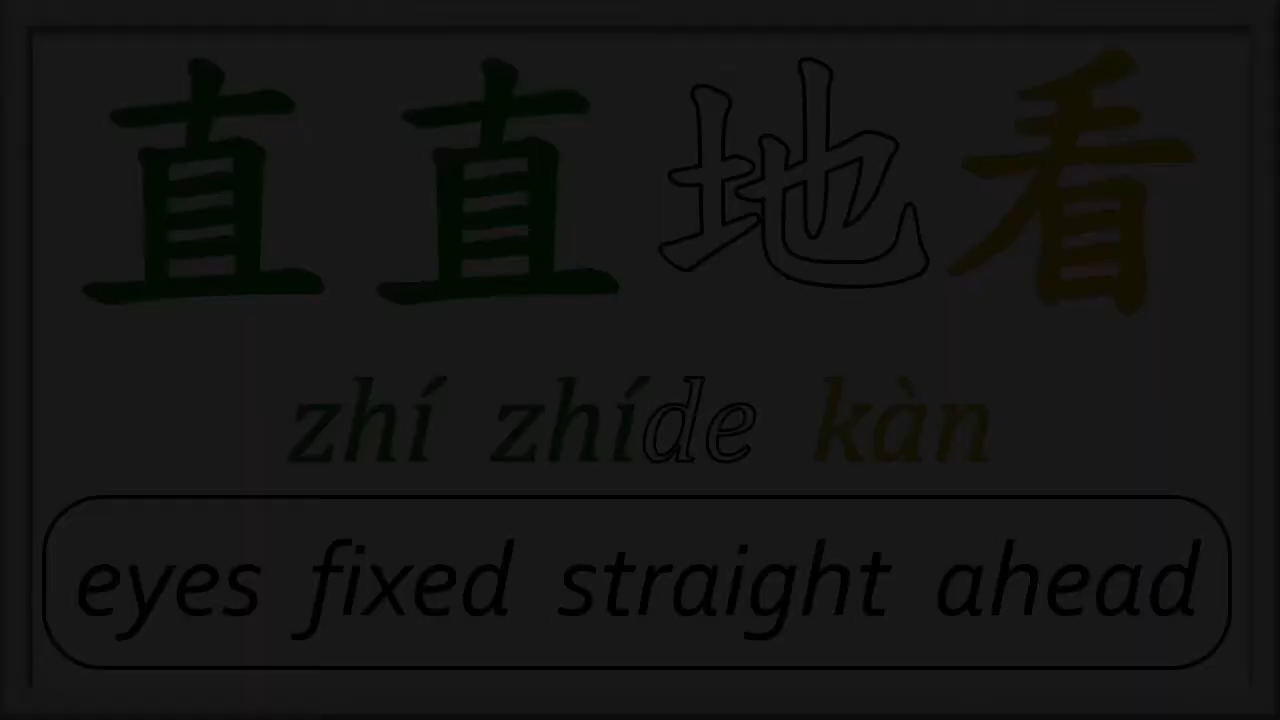 直直地看
zhí zhíde kàn
eyes fixed straight ahead